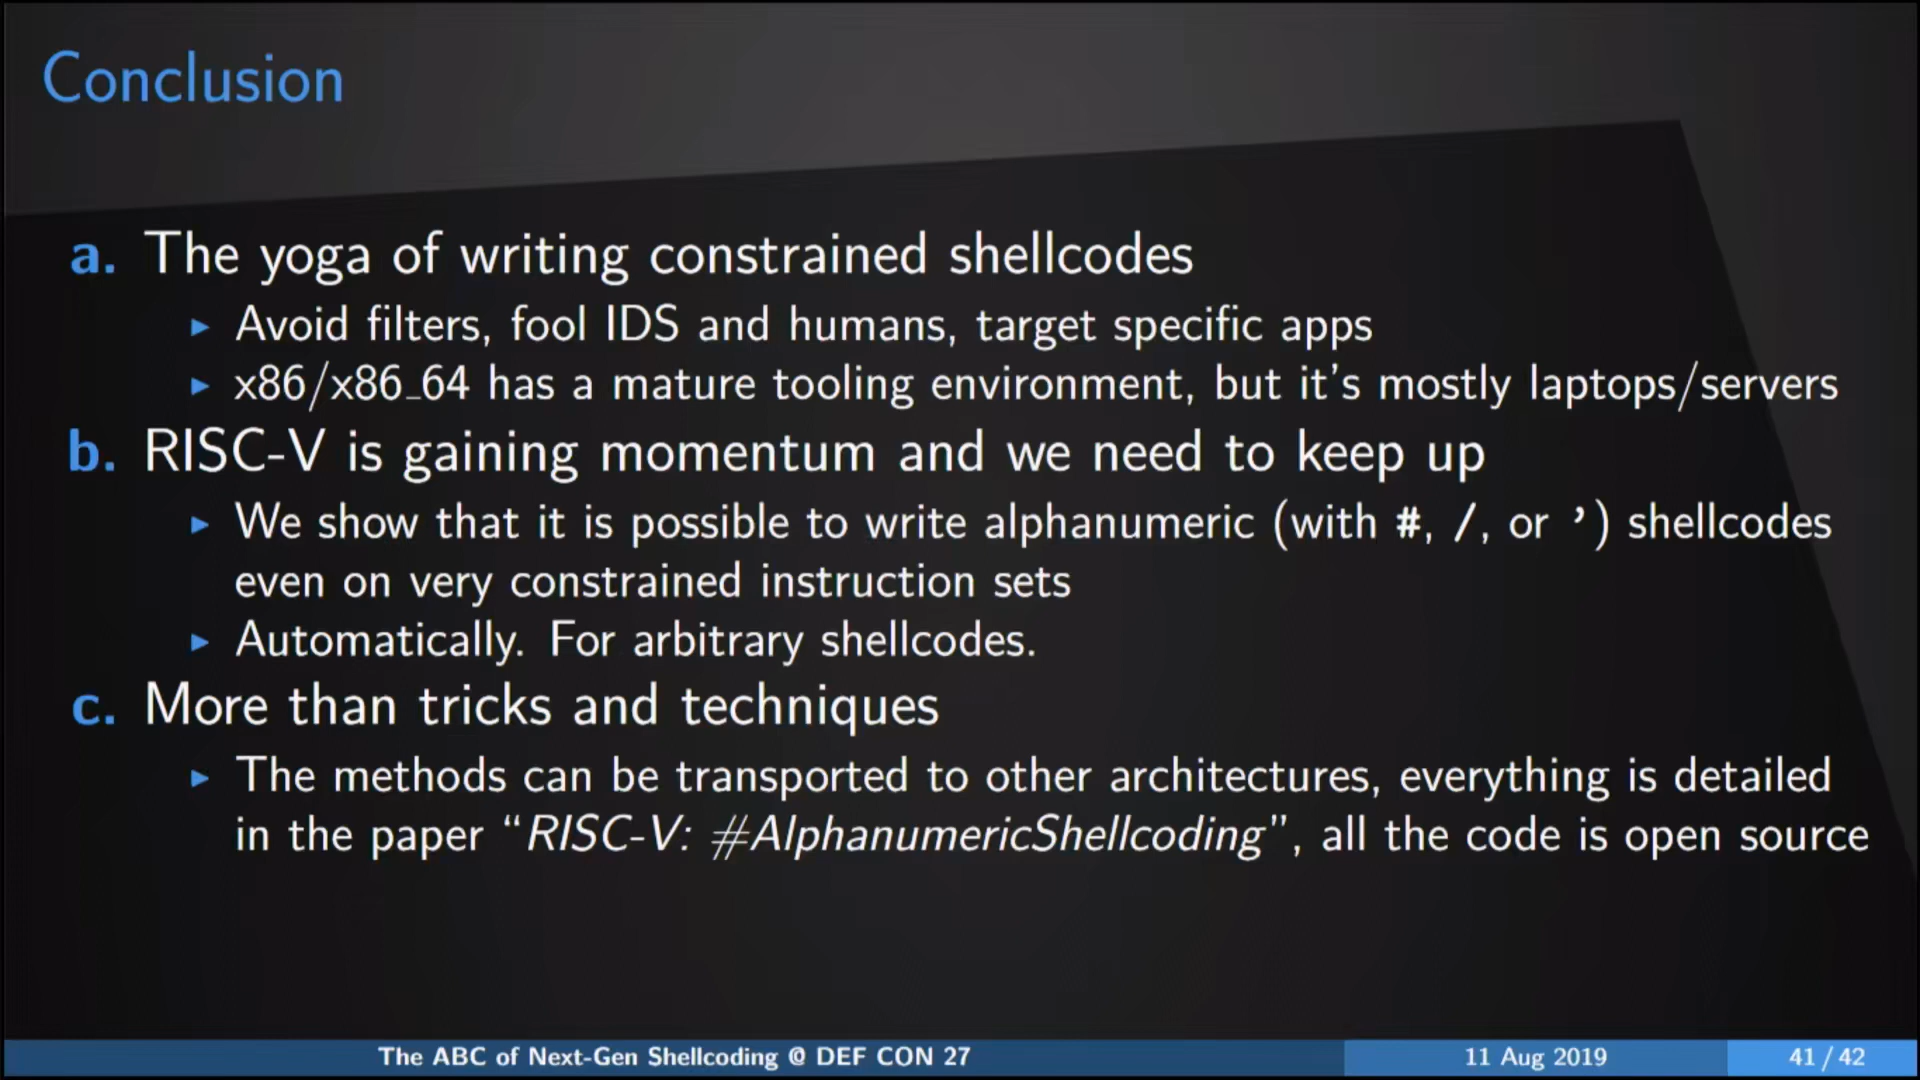 Conclusion
a. The yoga of writing constrained shellcodes
▶ Avoid filters, fool IDS and humans, target specific apps
▶ x86/x86_64 has a mature tooling environment, but it's mostly laptops/servers
b. RISC-V is gaining momentum and we need to keep up
▶ We show that it is possible to write alphanumeric (with #, /, or ’) shellcodes
even on very constrained instruction sets
▶ Automatically. For arbitrary shellcodes.
c. More than tricks and techniques
▶ The methods can be transported to other architectures, everything is detailed
in the paper “RISC-V: #AlphanumericShellcoding”, all the code is open source
The ABC of Next-Gen Shellcoding @ DEF CON 27
11 Aug 2019
41 / 42